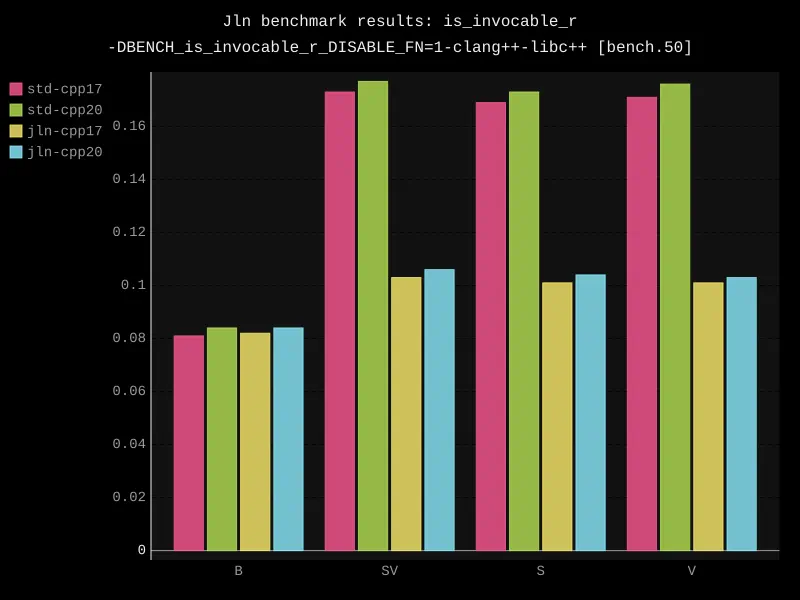 Jln benchmark results: is_invocable_r
-DBENCH_is_invocable_r_DISABLE_FN=1-clang++-libc++ [bench.50]
std-cpp17
std-cpp20
jln-cpp17
jln-cpp20
0.16
0.14
0.12
0.1
0.08
0.06
0.04
0.02
0
B SV S V